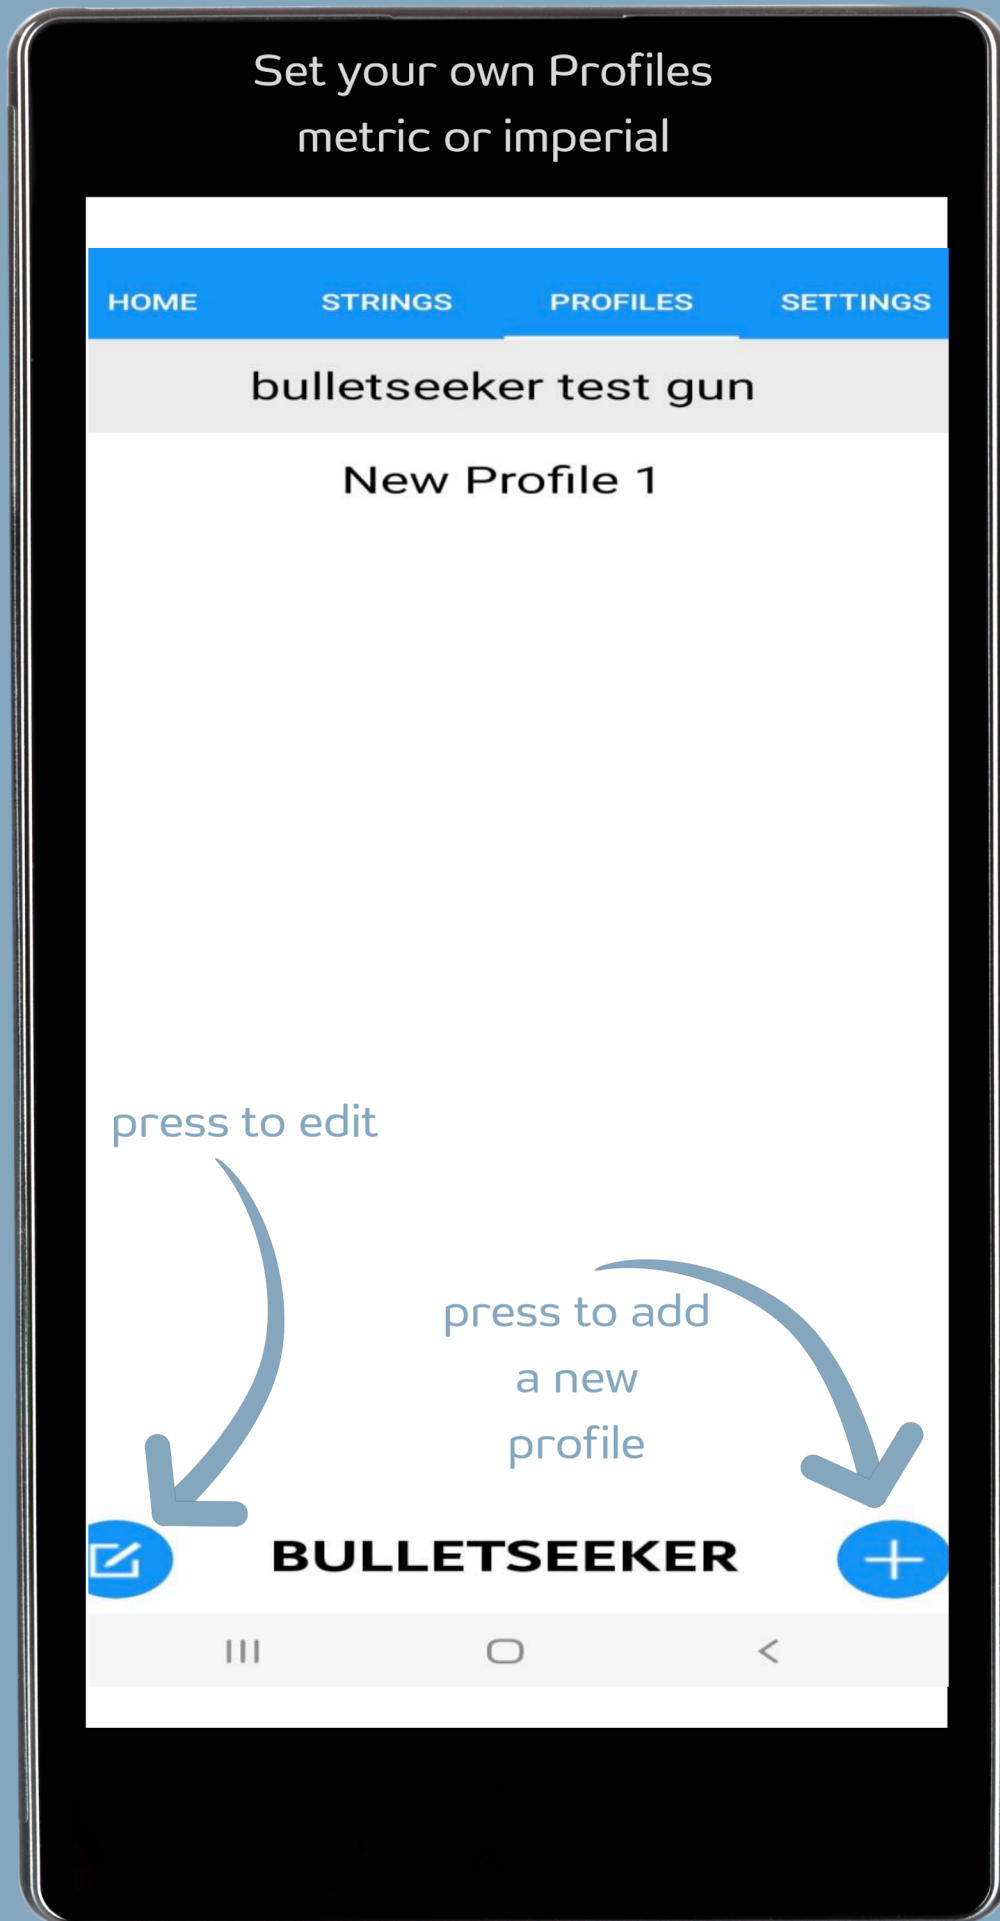 Set your own Profiles
metric or imperial
HOME STRINGS PROFILES SETTINGS
bulletseeker test gun
New Profile 1
press to edit
press to add
a new
profile
BULLETSEEKER